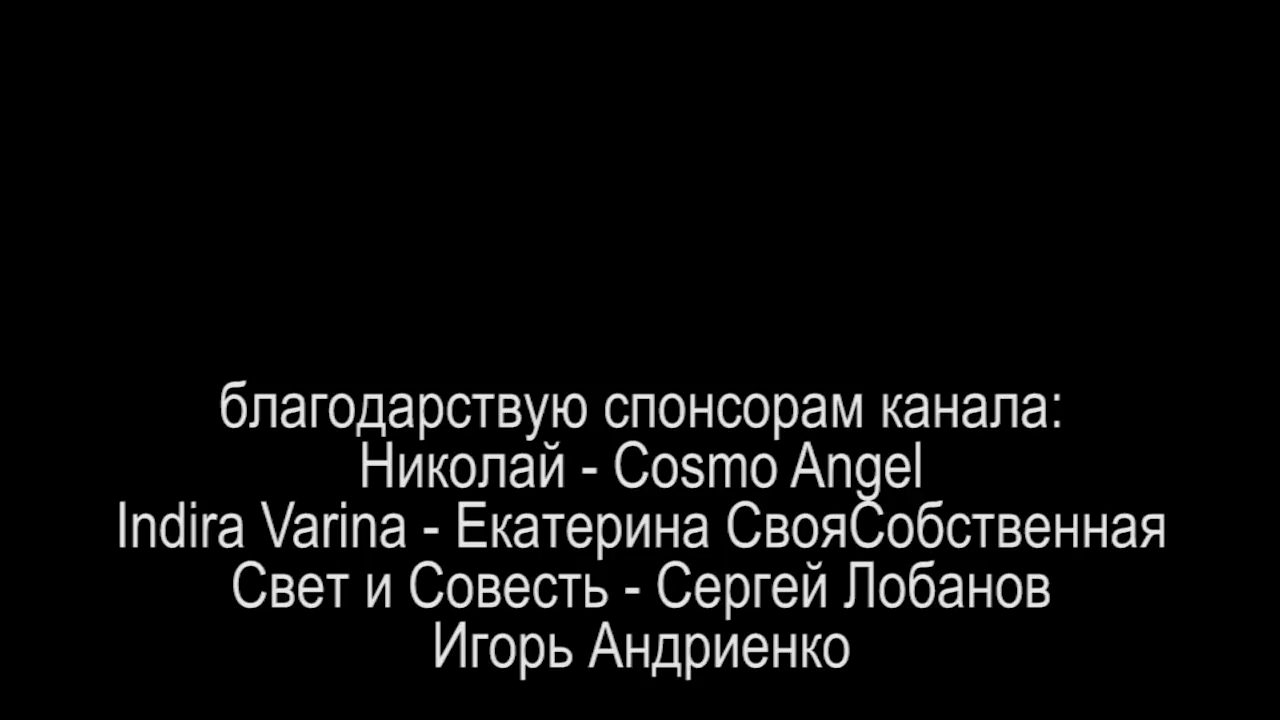 благодарствую спонсорам канала:
Николай - Cosmo Angel
Indira Varina - Екатерина СвояСобственная
Свет и Совесть - Сергей Лобанов
Игорь Андриенко